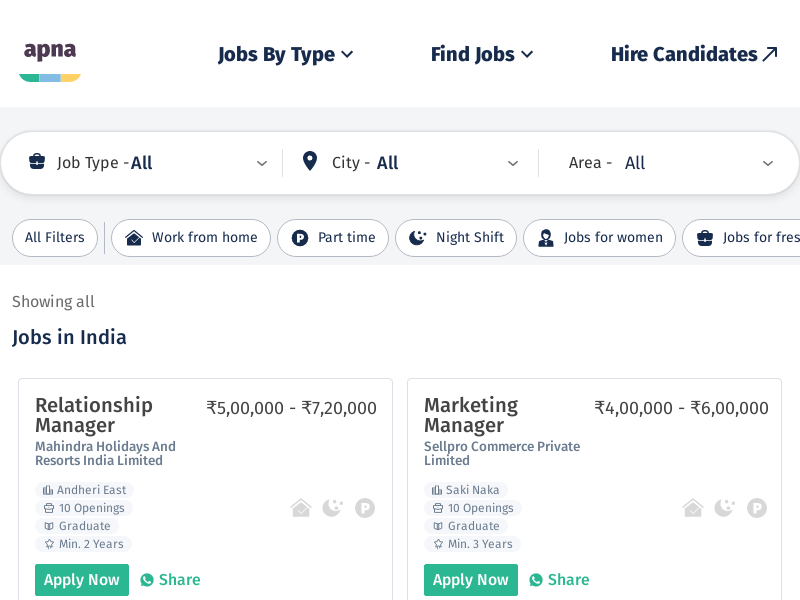 apna
Jobs By Type
Find Jobs
Hire Candidates
Job Type - All
City - All
Area - All
All Filters
Work from home
Part time
Night Shift
Jobs for women
Jobs for fres
Showing all
Jobs in India
Relationship
Manager
₹5,00,000 - ₹7,20,000
Mahindra Holidays And
Resorts India Limited
Andheri East
10 Openings
Graduate
Min. 2 Years
Apply Now
Share
Marketing
Manager
₹4,00,000 - ₹6,00,000
Sellpro Commerce Private
Limited
Saki Naka
10 Openings
Graduate
Min. 3 Years
Apply Now
Share